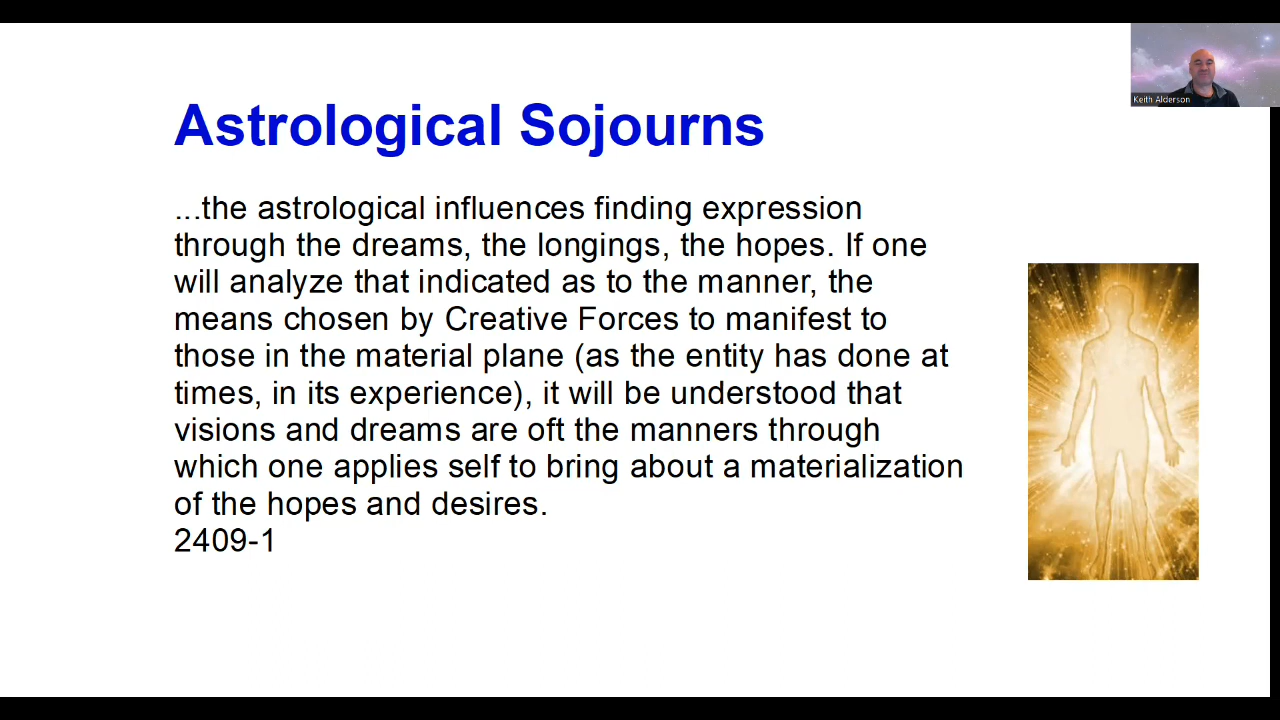 Astrological Sojourns
...the astrological influences finding expression
through the dreams, the longings, the hopes. If one
will analyze that indicated as to the manner, the
means chosen by Creative Forces to manifest to
those in the material plane (as the entity has done at
times, in its experience), it will be understood that
visions and dreams are oft the manners through
which one applies self to bring about a materialization
of the hopes and desires.
2409-1
Keith Alderson